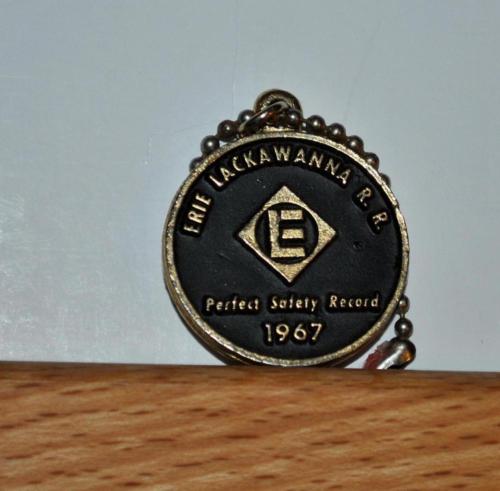 ERIE LACKAWANNA R. R.
E
Perfect Safety Record
1967